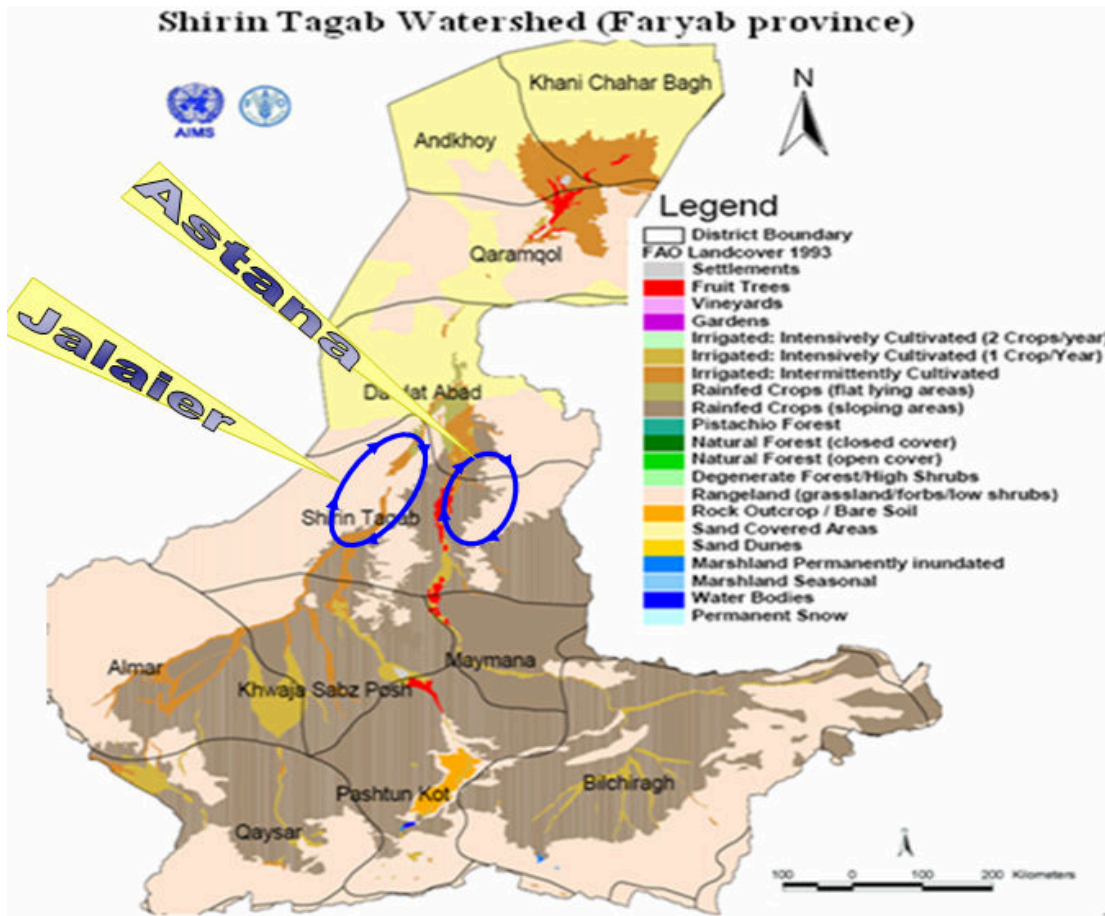 Shirin Tagab Watershed (Faryab province)
Khani Chahar Bagh
N
AIMS
FAO
Andkhoy
Astana
Legend
District Boundary
FAO Landcover 1993
Settlements
Fruit Trees
Vineyards
Gardens
Irrigated: Intensively Cultivated (2 Crops/year)
Irrigated: Intensively Cultivated (1 Crop/Year)
Irrigated: Intermittently Cultivated
Rainfed Crops (flat lying areas)
Rainfed Crops (sloping areas)
Pistachio Forest
Natural Forest (closed cover)
Natural Forest (open cover)
Degenerate Forest/High Shrubs
Rangeland (grassland/forbs/low shrubs)
Rock Outcrop / Bare Soil
Sand Covered Areas
Sand Dunes
Marshland Permanently inundated
Marshland Seasonal
Water Bodies
Permanent Snow
Qaramqol
Jalaier
Abad
Shirin Tagab
Almar
Maymana
Khwaja Sabz Posh
Pashtun Kot
Bilchiragh
Qaysar
100 0 100 200 Kilometers